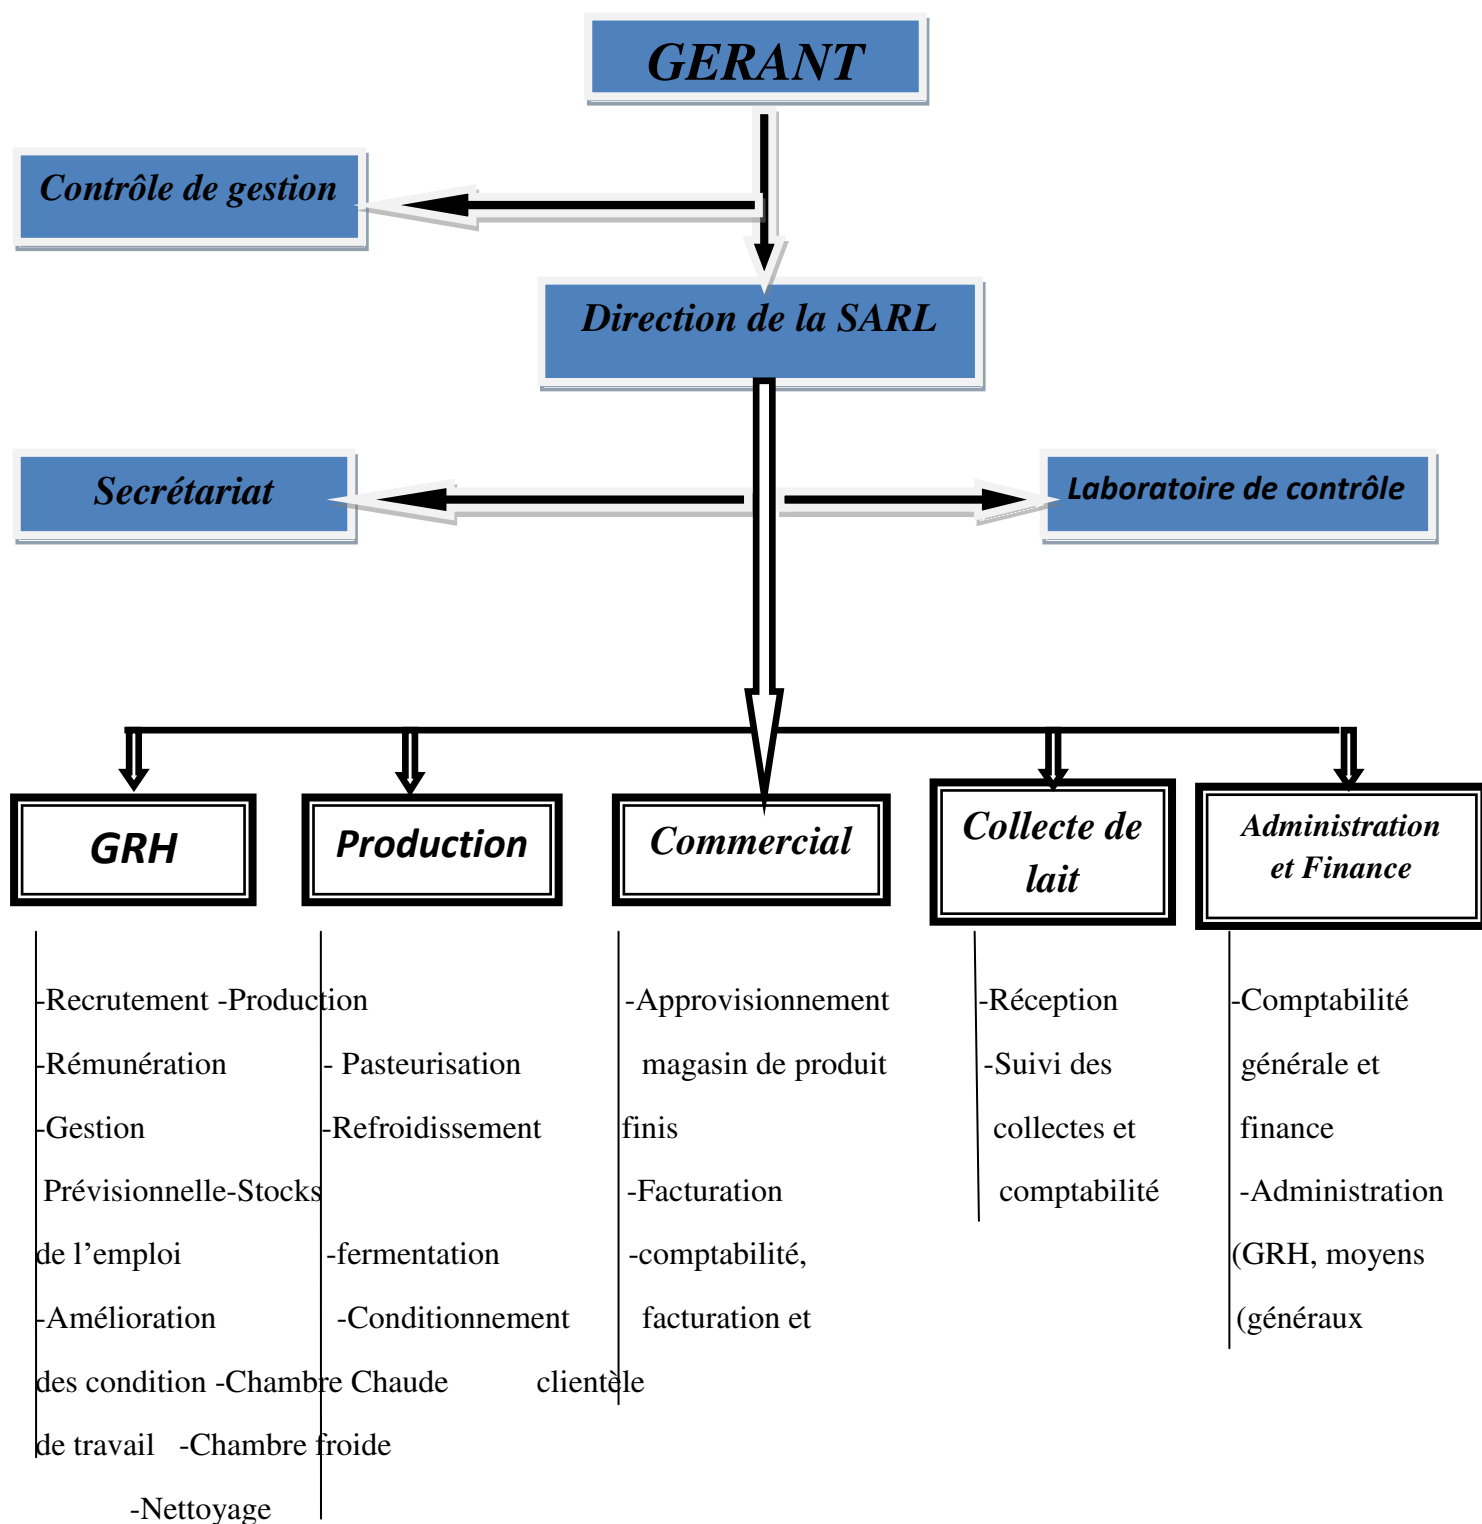 GERANT
Contrôle de gestion
Direction de la SARL
Secrétariat
Laboratoire de contrôle
GRH
Production
Commercial
Collecte de
lait
Administration
et Finance
-Recrutement -Production -Approvisionnement -Réception -Comptabilité
-Rémunération - Pasteurisation magasin de produit -Suivi des générale et
-Gestion -Refroidissement finis collectes et finance
Prévisionnelle-Stocks -Facturation comptabilité -Administration
de l’emploi -fermentation -comptabilité, (GRH, moyens
-Amélioration -Conditionnement facturation et (généraux
des condition -Chambre Chaude clientèle
de travail -Chambre froide
-Nettoyage